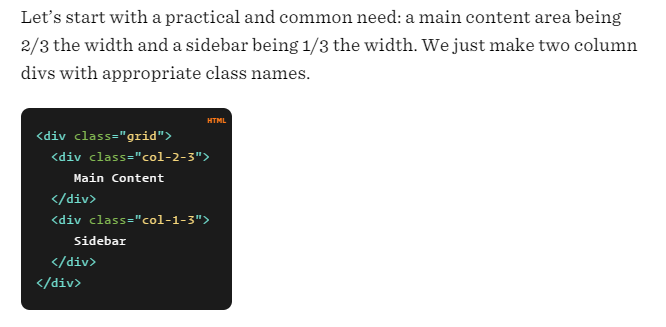 Let’s start with a practical and common need: a main content area being
2/3 the width and a sidebar being 1/3 the width. We just make two column
divs with appropriate class names.
HTML
<div class="grid">
  <div class="col-2-3">
     Main Content
  </div>
  <div class="col-1-3">
     Sidebar
  </div>
</div>